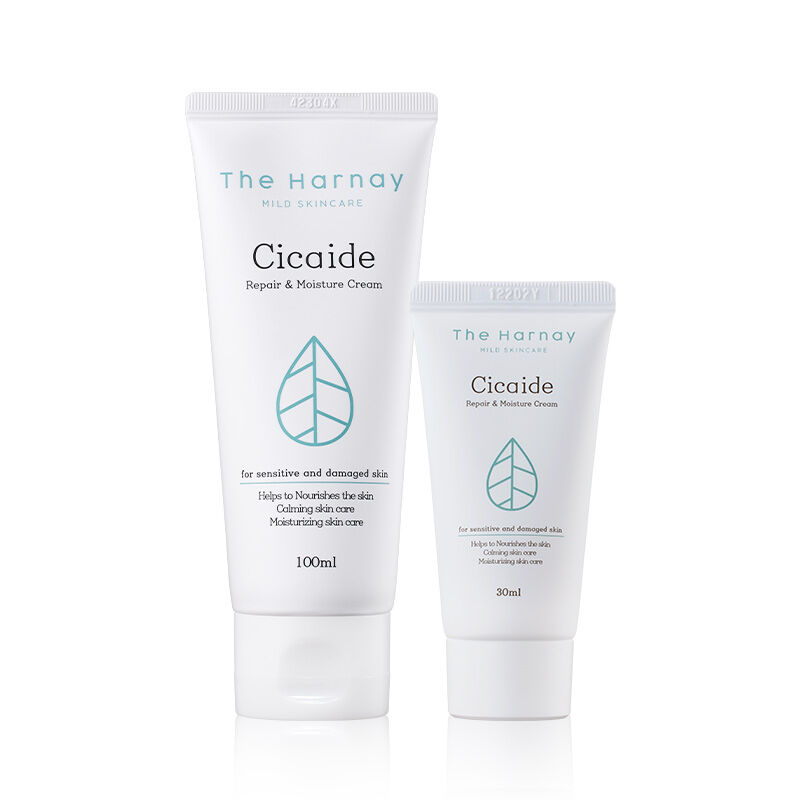 42304X
The Harnay
MILD SKINCARE
Cicaide
Repair & Moisture Cream
for sensitive and damaged skin
Helps to Nourishes the skin
Calming skin care
Moisturizing skin care
100ml
12202Y
The Harnay
MILD SKINCARE
Cicaide
Repair & Moisture Cream
for sensitive and damaged skin
Helps to Nourishes the skin
Calming skin care
Moisturizing skin care
30ml